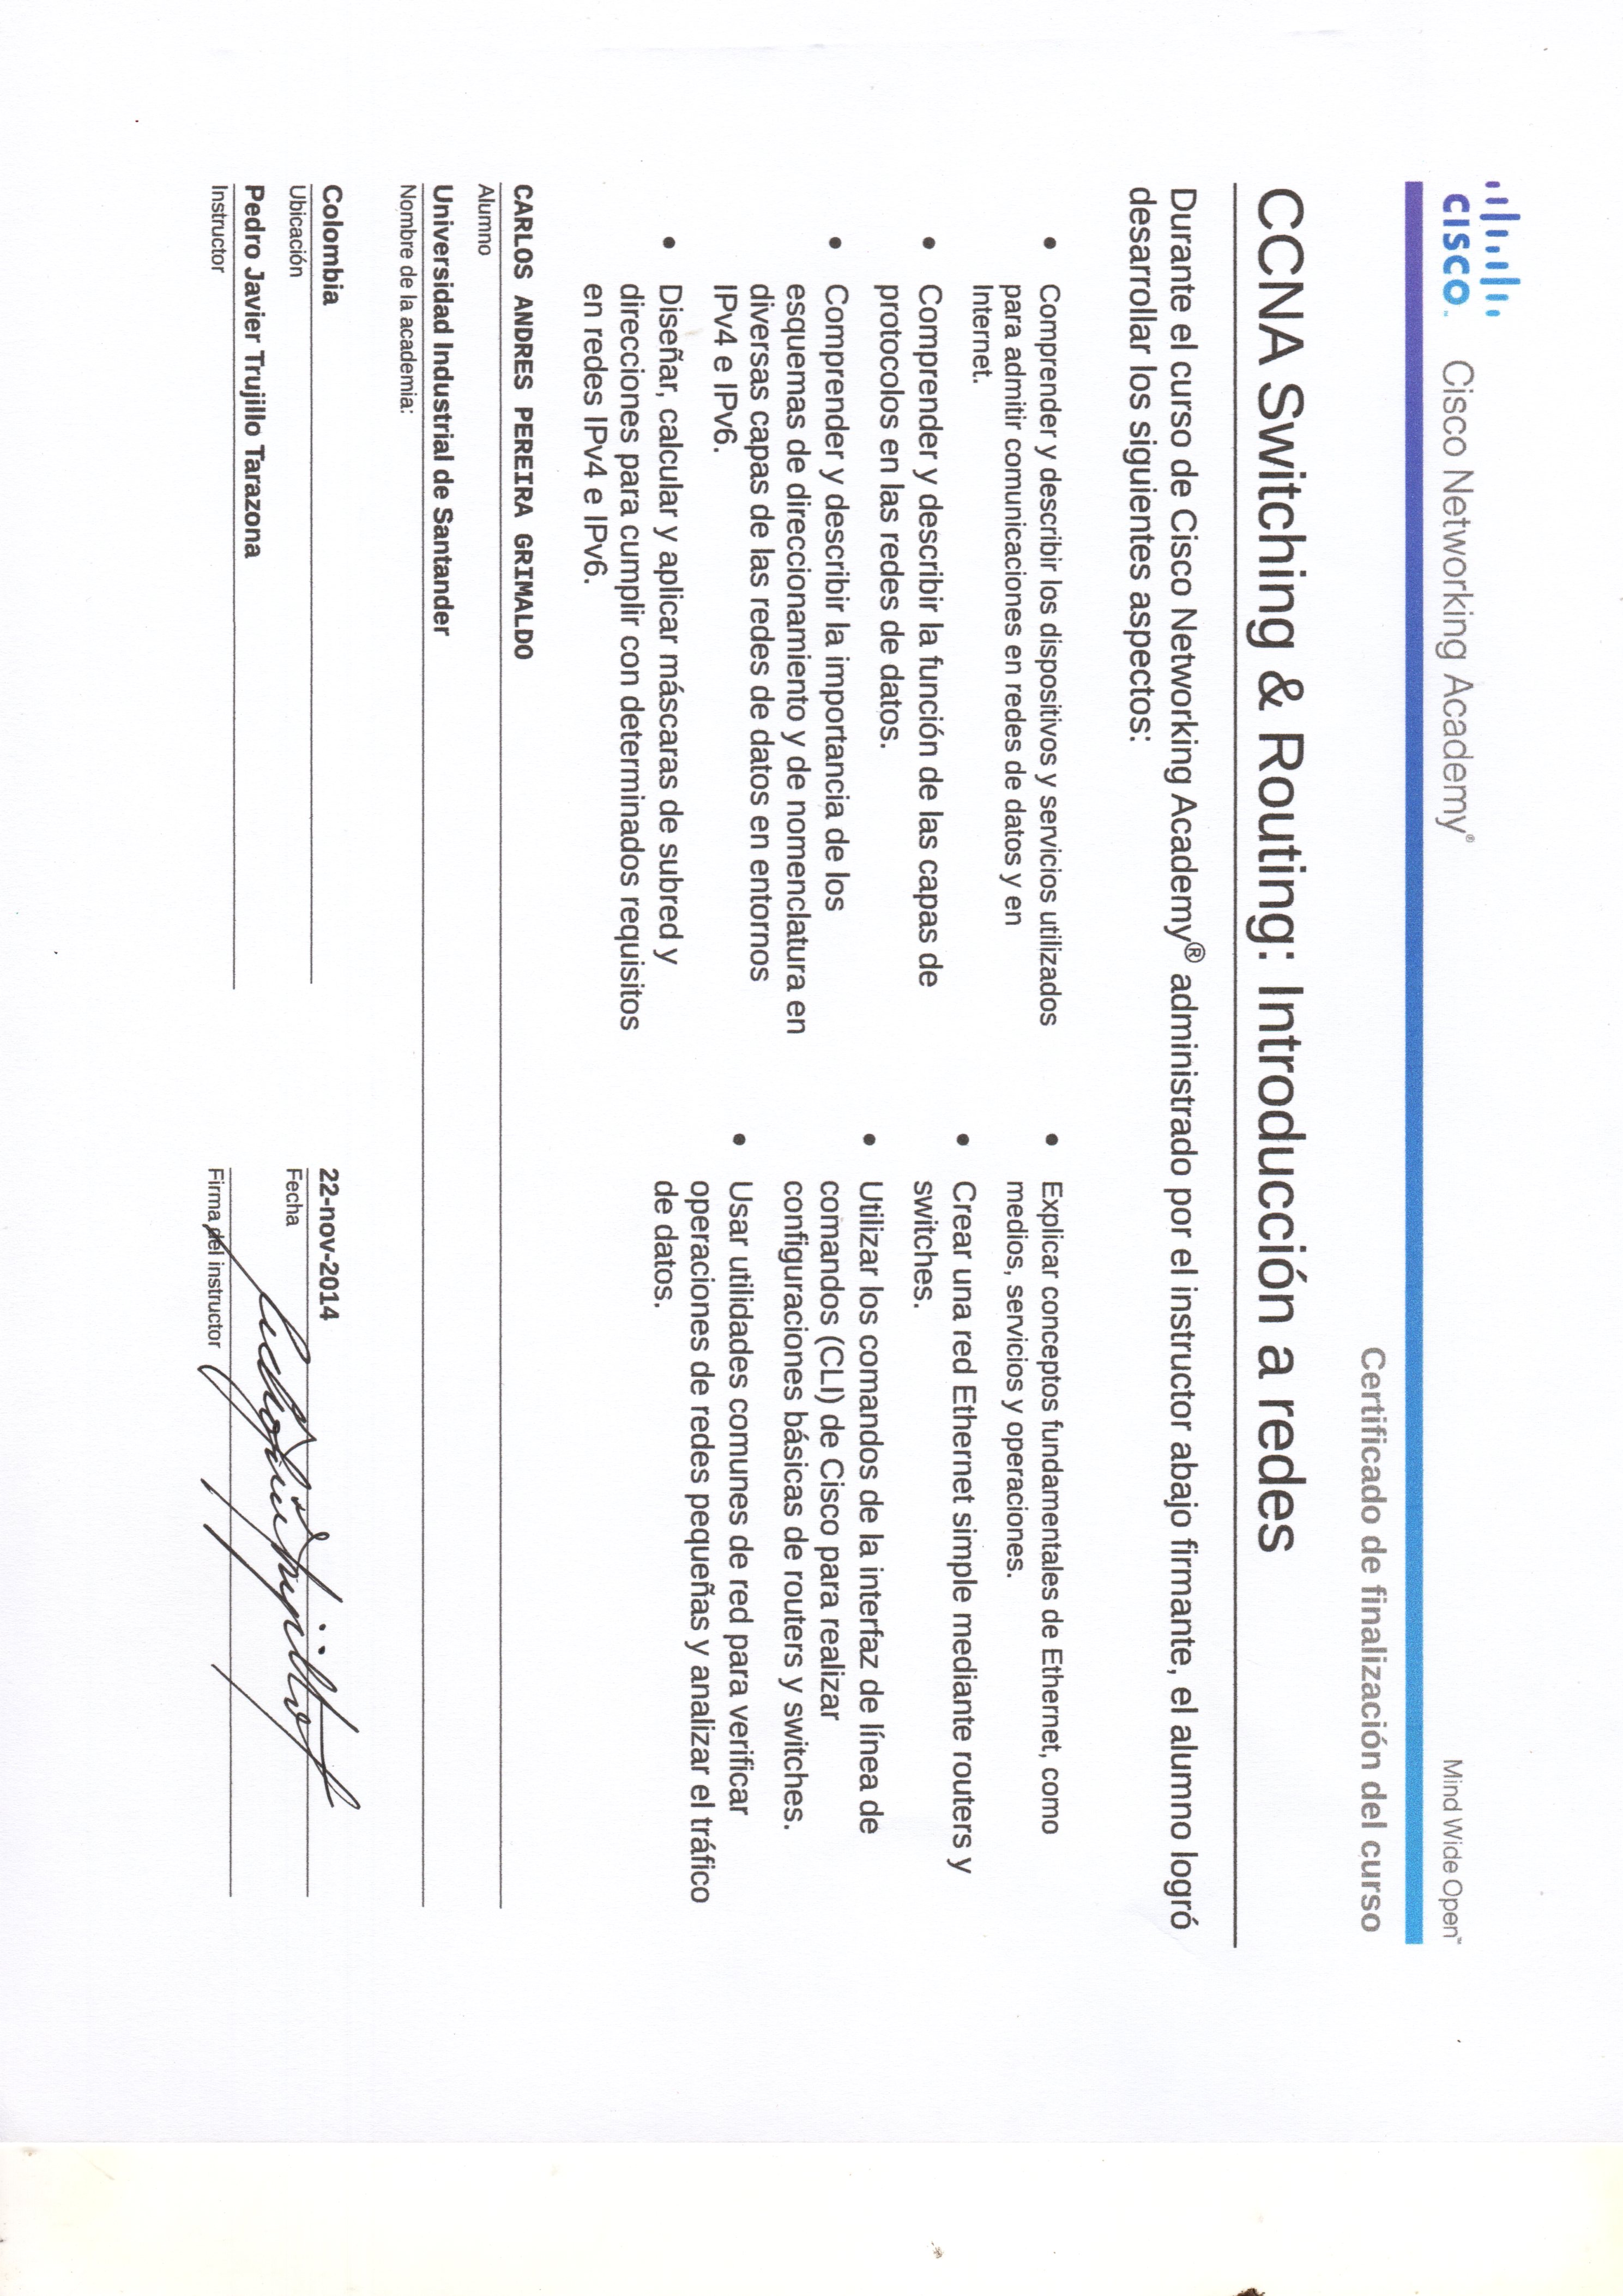 CISCO™ Cisco Networking Academy®
Mind Wide Open™
Certificado de finalización del curso
CCNA Switching & Routing: Introducción a redes
Durante el curso de Cisco Networking Academy® administrado por el instructor abajo firmante, el alumno logró
desarrollar los siguientes aspectos:
• Comprender y describir los dispositivos y servicios utilizados
para admitir comunicaciones en redes de datos y en
Internet.
• Comprender y describir la función de las capas de
protocolos en las redes de datos.
• Comprender y describir la importancia de los
esquemas de direccionamiento y de nomenclatura en
diversas capas de las redes de datos en entornos
IPv4 e IPv6.
• Diseñar, calcular y aplicar máscaras de subred y
direcciones para cumplir con determinados requisitos
en redes IPv4 e IPv6.
• Explicar conceptos fundamentales de Ethernet, como
medios, servicios y operaciones.
• Crear una red Ethernet simple mediante routers y
switches.
• Utilizar los comandos de la interfaz de línea de
comandos (CLI) de Cisco para realizar
configuraciones básicas de routers y switches.
• Usar utilidades comunes de red para verificar
operaciones de redes pequeñas y analizar el tráfico
de datos.
CARLOS ANDRES PEREIRA GRIMALDO
Alumno
Universidad Industrial de Santander
Nombre de la academia:
Colombia
Ubicación
22-nov-2014
Fecha
Pedro Javier Trujillo Tarazona
Instructor
Firma del instructor